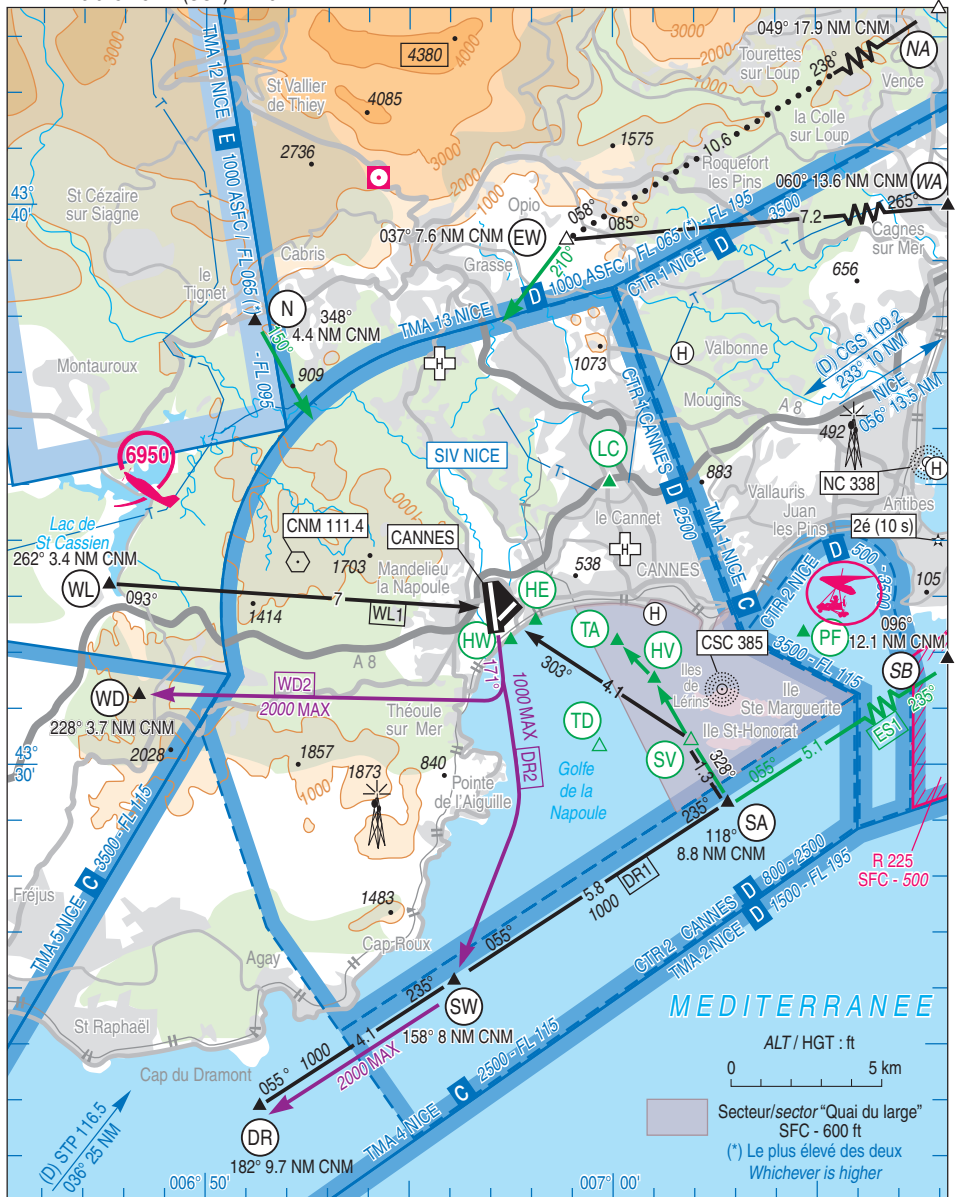 049° 17.9 NM CNM
NA
238°
3000
2000
1000
Tourettes
sur Loup
Vence
TMA 12 NICE E 1000 ASFC / FL 065 (*) - FL 095
3000
4380
4000
St Vallier
de Thiey
4085
2736
1575
la Colle
sur Loup
10.6
Roquefort
les Pins
3000
2000
1000
43°
40'
St Cézaire
sur Siagne
060° 13.6 NM CNM
WA
3500
265°
7.2
Cagnes
sur Mer
Opio
058°
085°
037° 7.6 NM CNM
EW
Grasse
210°
Cabris
le
Tignet
TMA 13 NICE D 1000 ASFC / FL 065 (*) - FL 195
CTR 1 NICE D
656
N
348°
4.4 NM CNM
150°
Montauroux
909
H
1073
H
Valbonne
Mougins
(D) CGS 109.2
233° 10 NM
NICE
056° 13.5 NM
A 8
CTR 1 CANNES D 2500
TMA 1 NICE C 3500 - FL 115
6950
SIV NICE
LC
883
492
H
NC 338
Antibes
Vallauris
Juan
les Pins
2é (10 s)
Lac de
St Cassien
CNM 111.4
1000
CANNES
le Cannet
H
CANNES
538
262° 3.4 NM CNM
WL
093°
7
WL1
1703
Mandelieu
la Napoule
1414
CTR 2 NICE D 500 - 3500
105
096°
12.1 NM CNM
PF
SB
HE
HW
TA
H
HV
CSC 385
A 8
171°
303°
4.1
Iles
de
Lérins
Ile
Ste Marguerite
Ile St-Honorat
WD
WD2
2000 MAX
228° 3.7 NM CNM
Théoule
sur Mer
1000 MAX
DR2
TD
SV
328°
1.3
235°
ES1
5.1
055°
2028
43°
30'
1857
1000
1873
840
Pointe
de l'Aiguille
Golfe
de la
Napoule
235°
SA
118°
8.8 NM CNM
R 225
SFC - 500
TMA 5 NICE C 3500 - FL 115
Fréjus
1483
5.8
1000
DR1
CTR 2 CANNES D 800 - 2500
TMA 2 NICE D 1500 - FL 195
Cap Roux
Agay
055°
235°
SW
158° 8 NM CNM
St Raphaël
MEDITERRANEE
ALT / HGT : ft
0 5 km
Cap du Dramont
055°
1000
4.1
2000 MAX
TMA 4 NICE C 2500 - FL 115
DR
182° 9.7 NM CNM
(D) STP 116.5
036° 25 NM
Secteur/sector "Quai du large"
SFC - 600 ft
(*) Le plus élevé des deux
Whichever is higher
006° 50'
007° 00'